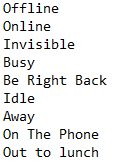 Offline
Online
Invisible
Busy
Be Right Back
Idle
Away
On The Phone
Out to lunch